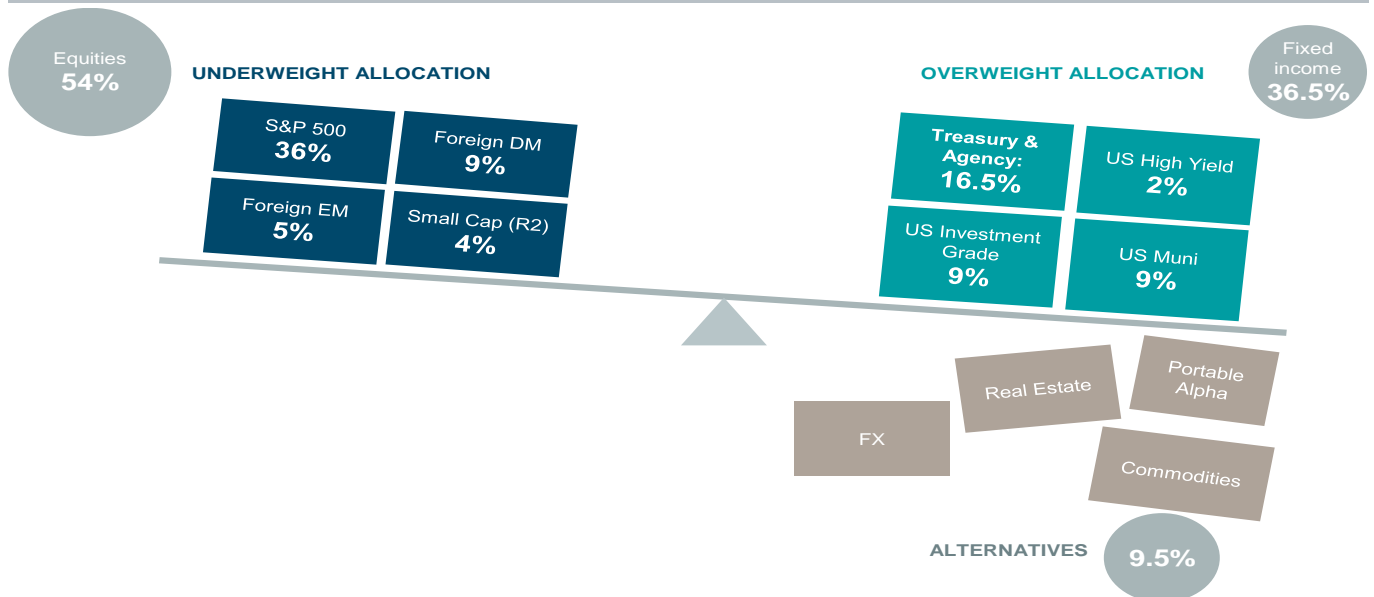 Equities
54%
UNDERWEIGHT ALLOCATION
S&P 500
36%
Foreign DM
9%
Foreign EM
5%
Small Cap (R2)
4%
OVERWEIGHT ALLOCATION
Fixed
income
36.5%
Treasury &
Agency:
16.5%
US High Yield
2%
US Investment
Grade
9%
US Muni
9%
FX
Real Estate
Portable
Alpha
Commodities
ALTERNATIVES
9.5%